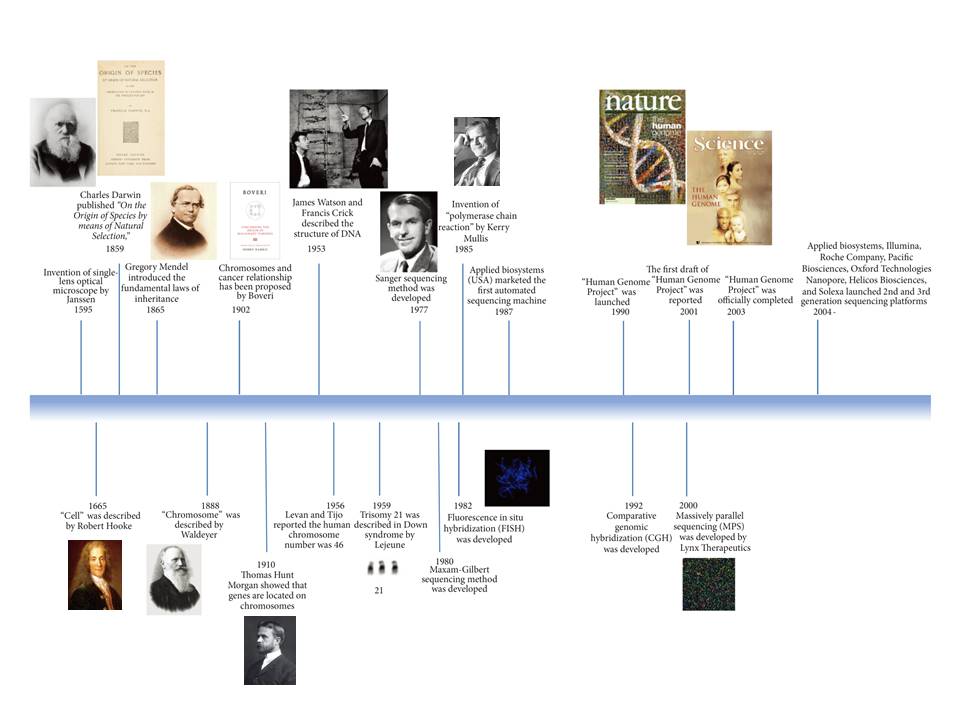 ORIGIN OF SPECIES
Charles Darwin
published "On the
Origin of Species by
means of Natural
Selection,"
1859
Invention of single-
lens optical
microscope by
Janssen
1595
Gregory Mendel
introduced the
fundamental laws of
inheritance
1865
BOVERI
Chromosomes and
cancer relationship
has been proposed
by Boveri
1902
James Watson and
Francis Crick
described the
structure of DNA
1953
Sanger sequencing
method was
developed
1977
Invention of
"polymerase chain
reaction" by Kerry
Mullis
1985
Applied biosystems
(USA) marketed the
first automated
sequencing machine
1987
nature
the
human
genome
Science
THE
HUMAN
GENOME
"Human Genome
Project" was
launched
1990
The first draft of
"Human Genome
Project" was
reported
2001
"Human Genome
Project" was
officially completed
2003
Applied biosystems, Illumina,
Roche Company, Pacific
Biosciences, Oxford Technologies
Nanopore, Helicos Biosciences,
and Solexa launched 2nd and 3rd
generation sequencing platforms
2004-
1665
"Cell" was described
by Robert Hooke
1888
"Chromosome" was
described by
Waldeyer
1910
Thomas Hunt
Morgan showed that
genes are located on
chromosomes
1956
Levan and Tijo
reported the human
chromosome
number was 46
1959
Trisomy 21 was
described in Down
syndrome by
Lejeune
21
1980
Maxam-Gilbert
sequencing method
was developed
1982
Fluorescence in situ
hybridization (FISH)
was developed
1992
Comparative
genomic
hybridization (CGH)
was developed
2000
Massively parallel
sequencing (MPS)
was developed by
Lynx Therapeutics